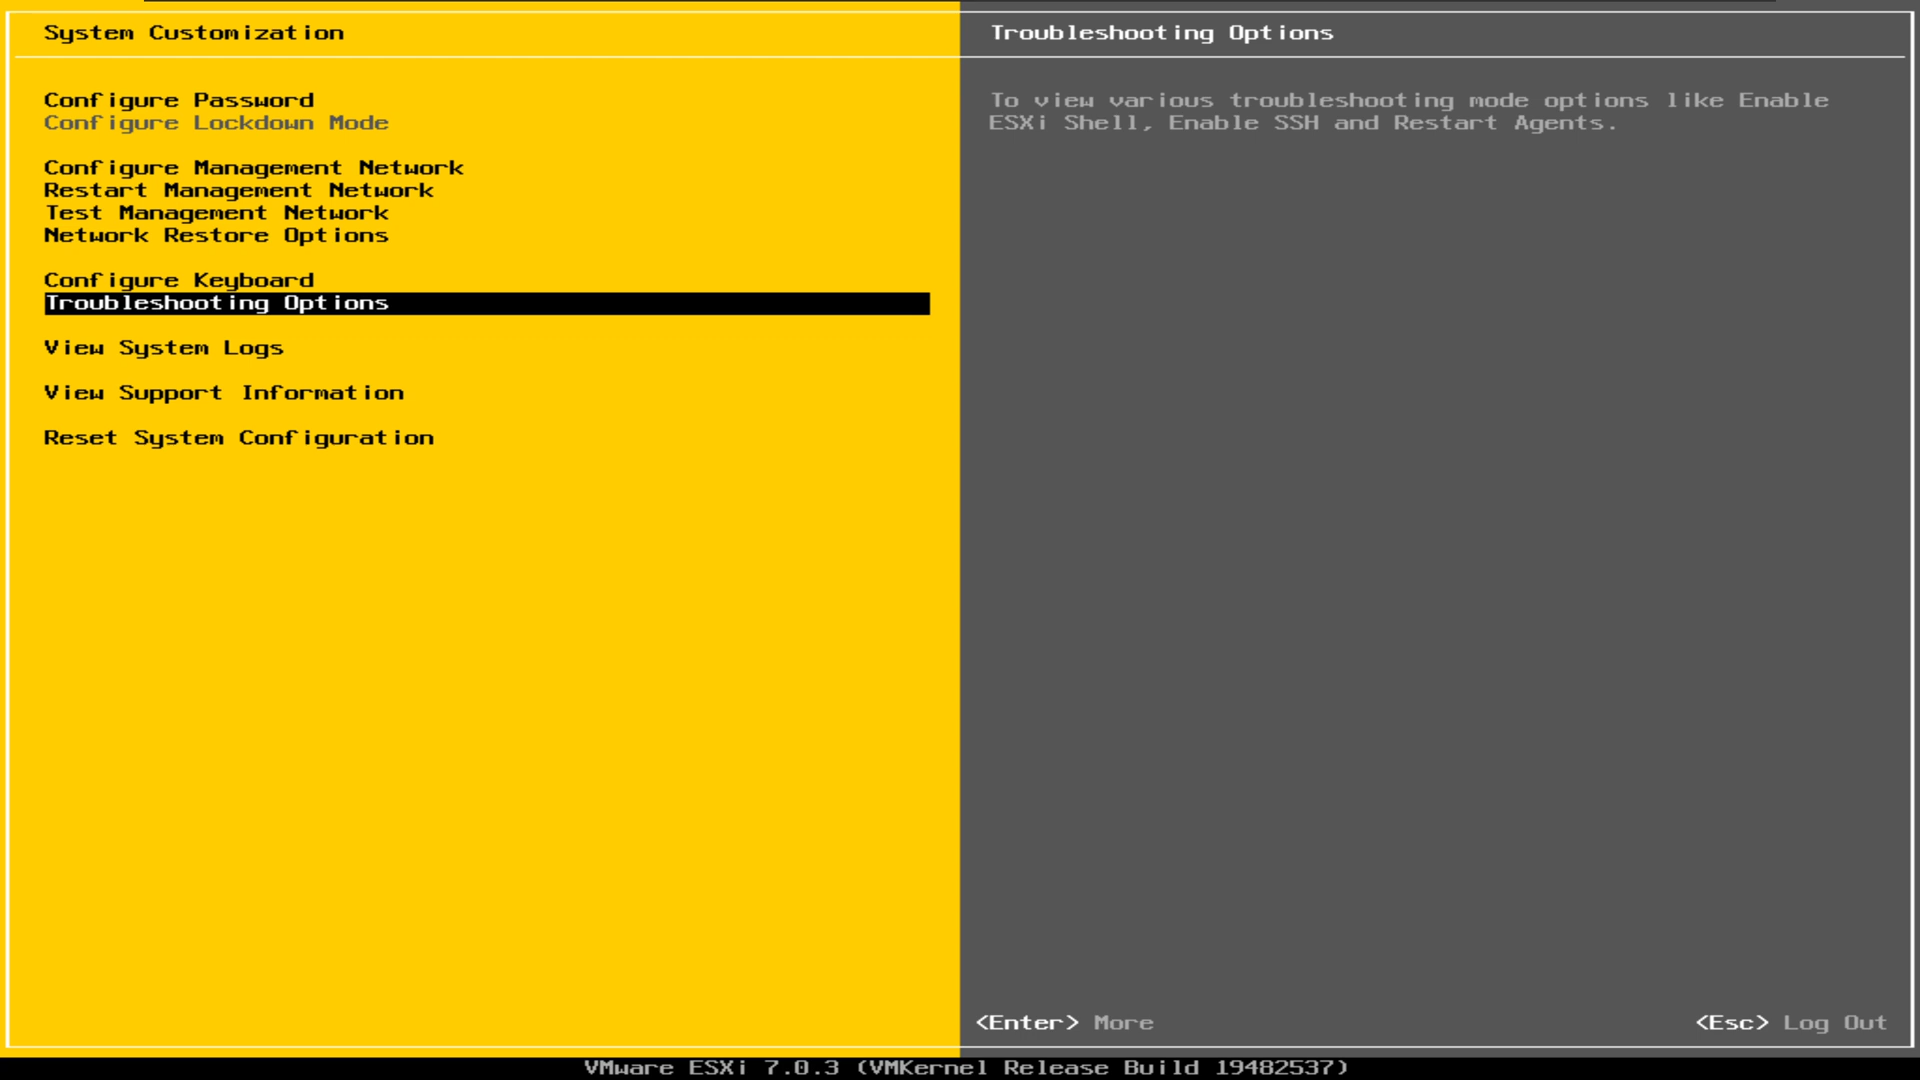 System Customization
Configure Password
Configure Lockdown Mode
Configure Management Network
Restart Management Network
Test Management Network
Network Restore Options
Configure Keyboard
Troubleshooting Options
View System Logs
View Support Information
Reset System Configuration
Troubleshooting Options
To view various troubleshooting mode options like Enable
ESXi Shell, Enable SSH and Restart Agents.
<Enter> More
<Esc> Log Out
VMware ESXi 7.0.3 (VMKernel Release Build 19482537)